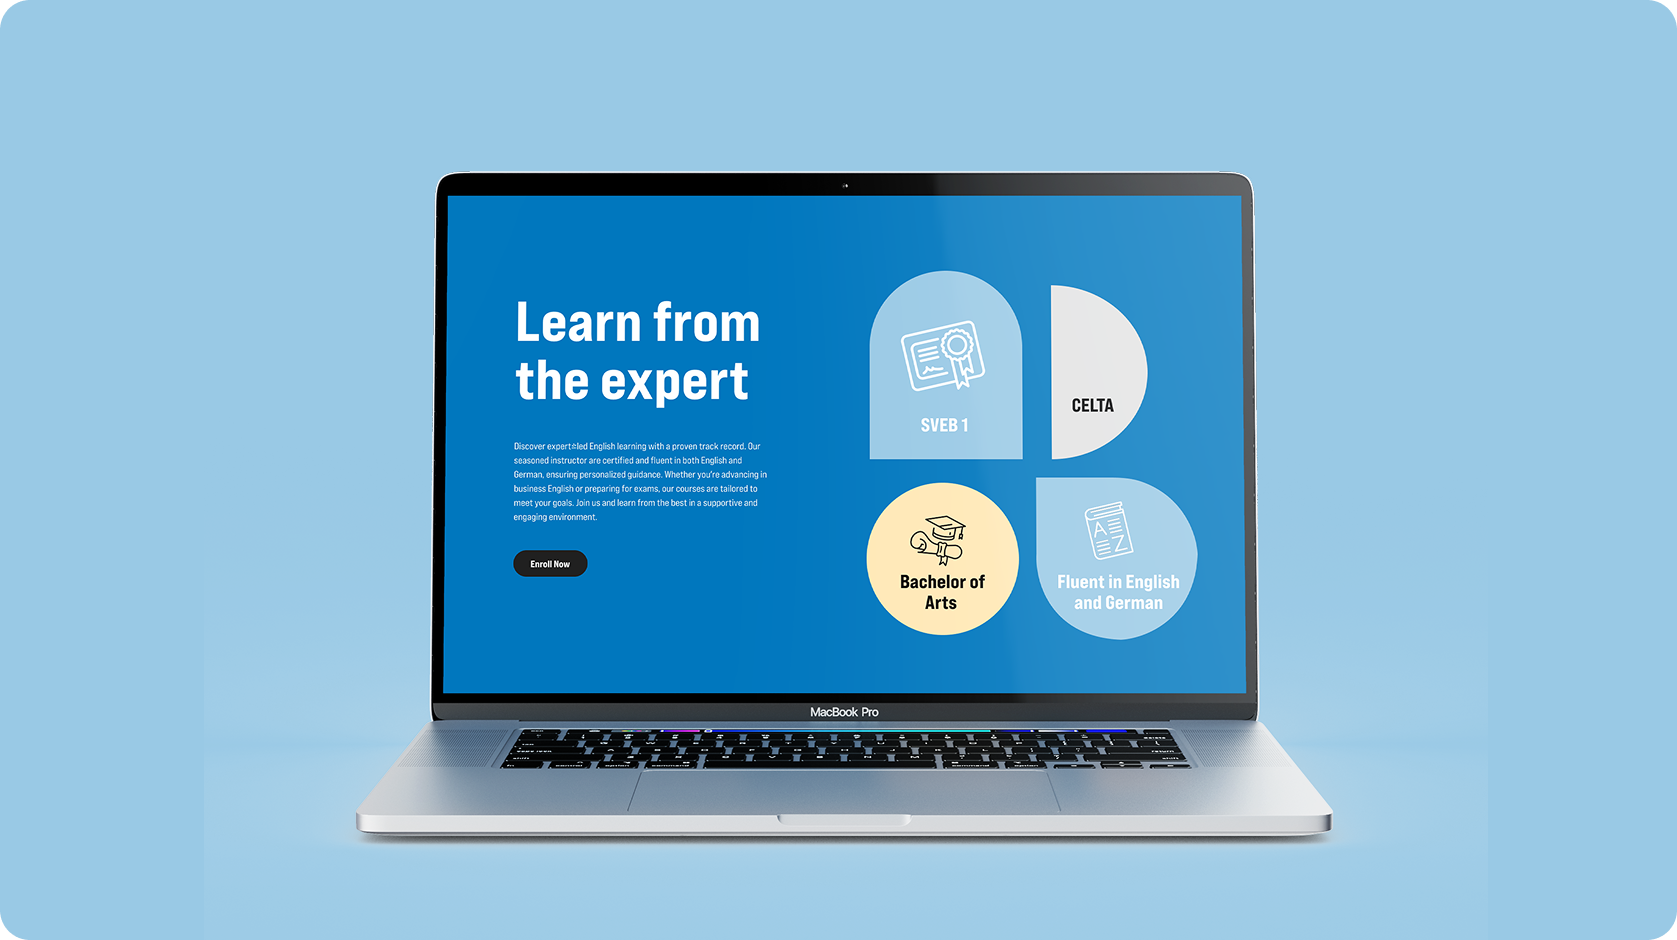 Learn from
the expert
Discover expert≎led English learning with a proven track record. Our
seasoned instructor are certified and fluent in both English and
German, ensuring personalized guidance. Whether you're advancing in
business English or preparing for exams, our courses are tailored to
meet your goals. Join us and learn from the best in a supportive and
engaging environment.
Enroll Now
SVEB 1
CELTA
Bachelor of
Arts
A
Z
Fluent in English
and German
MacBook Pro